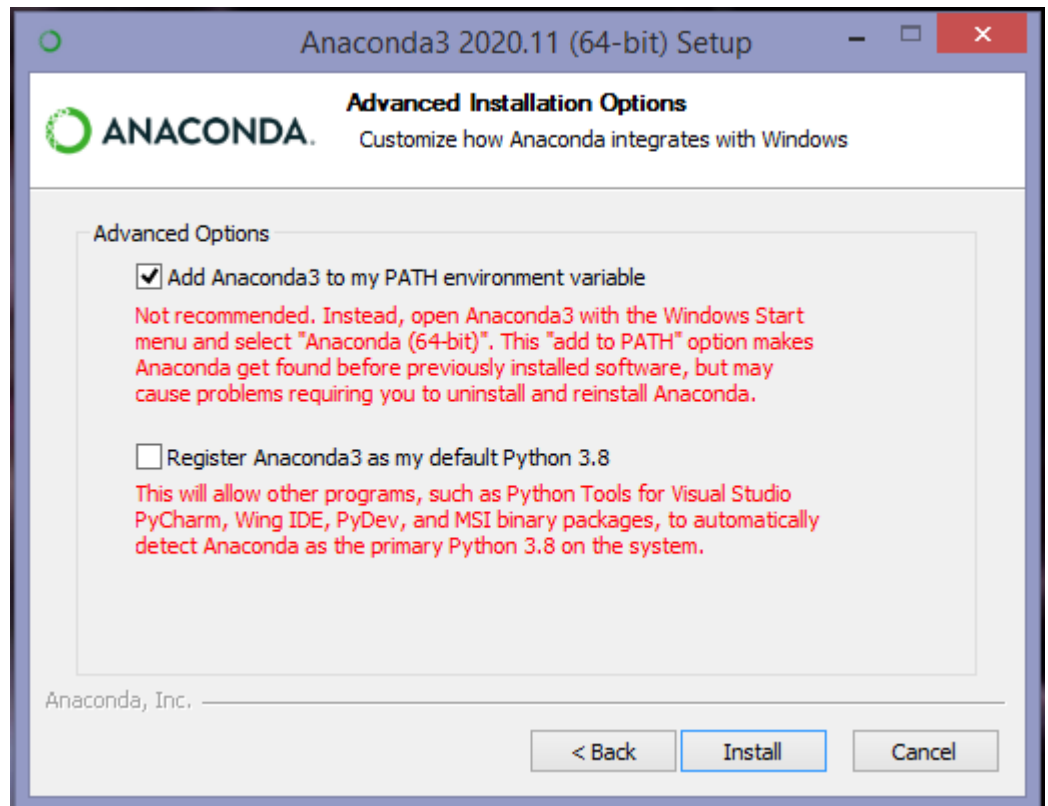 Anaconda3 2020.11 (64-bit) Setup
ANACONDA.
Advanced Installation Options
Customize how Anaconda integrates with Windows
Advanced Options
Add Anaconda3 to my PATH environment variable
Not recommended. Instead, open Anaconda3 with the Windows Start
menu and select "Anaconda (64-bit)". This "add to PATH" option makes
Anaconda get found before previously installed software, but may
cause problems requiring you to uninstall and reinstall Anaconda.
Register Anaconda3 as my default Python 3.8
This will allow other programs, such as Python Tools for Visual Studio
PyCharm, Wing IDE, PyDev, and MSI binary packages, to automatically
detect Anaconda as the primary Python 3.8 on the system.
Anaconda, Inc.
< Back Install Cancel